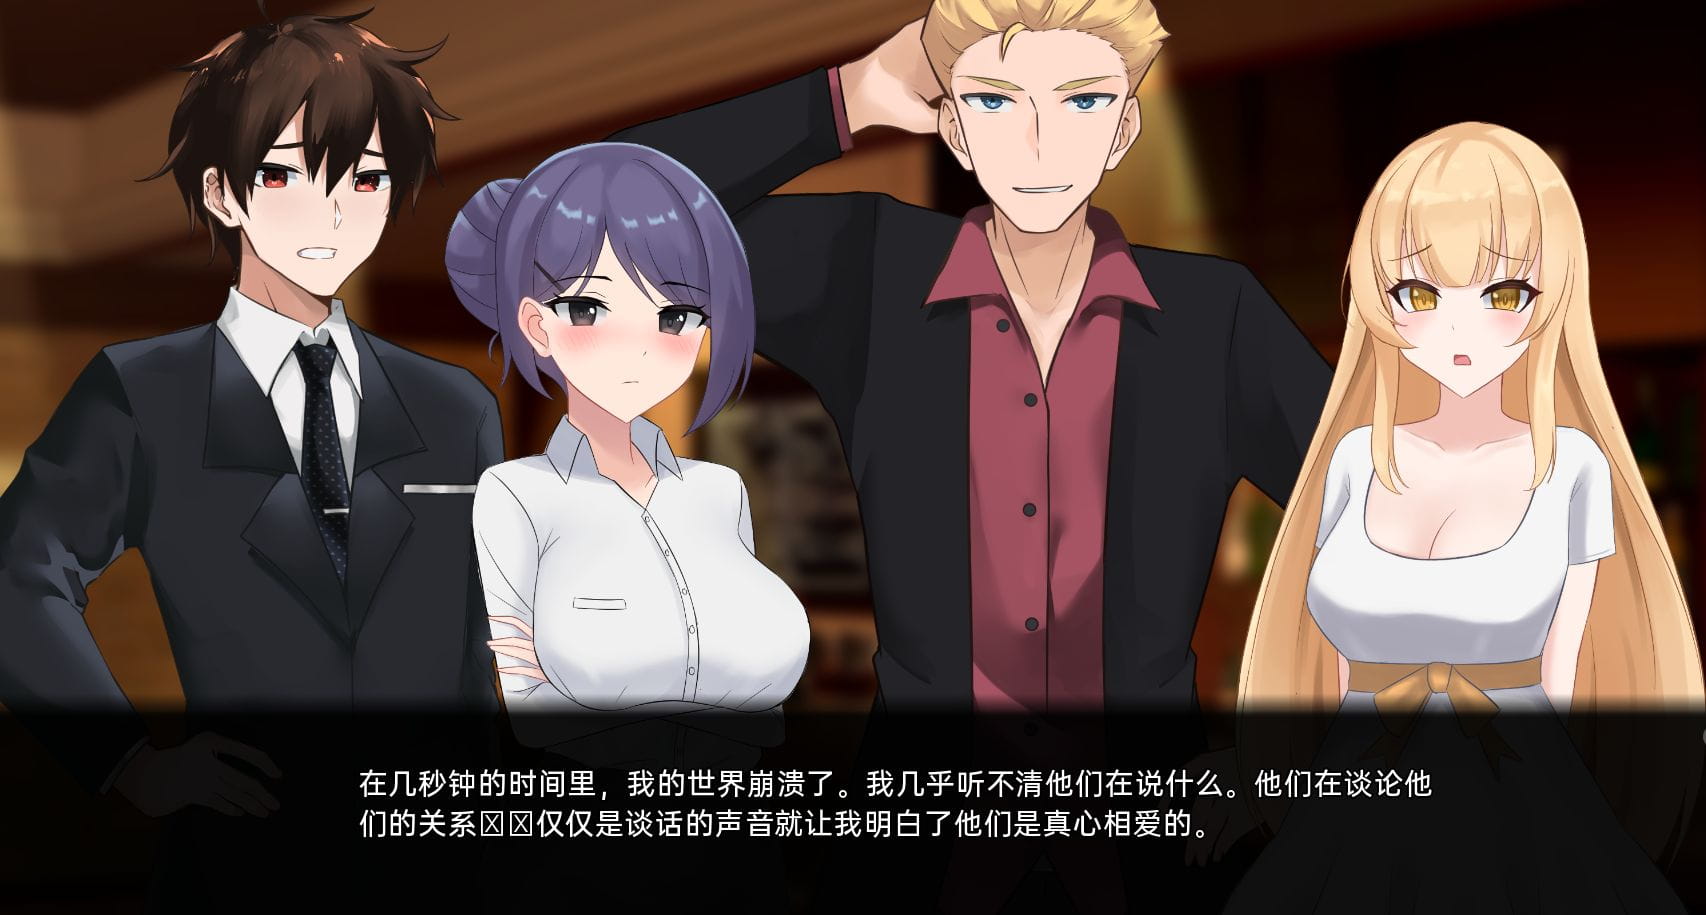 在几秒钟的时间里，我的世界崩溃了。我几乎听不清他们在说什么。他们在谈论他
们的关系☒☒仅仅是谈话的声音就让我明白了他们是真心相爱的。